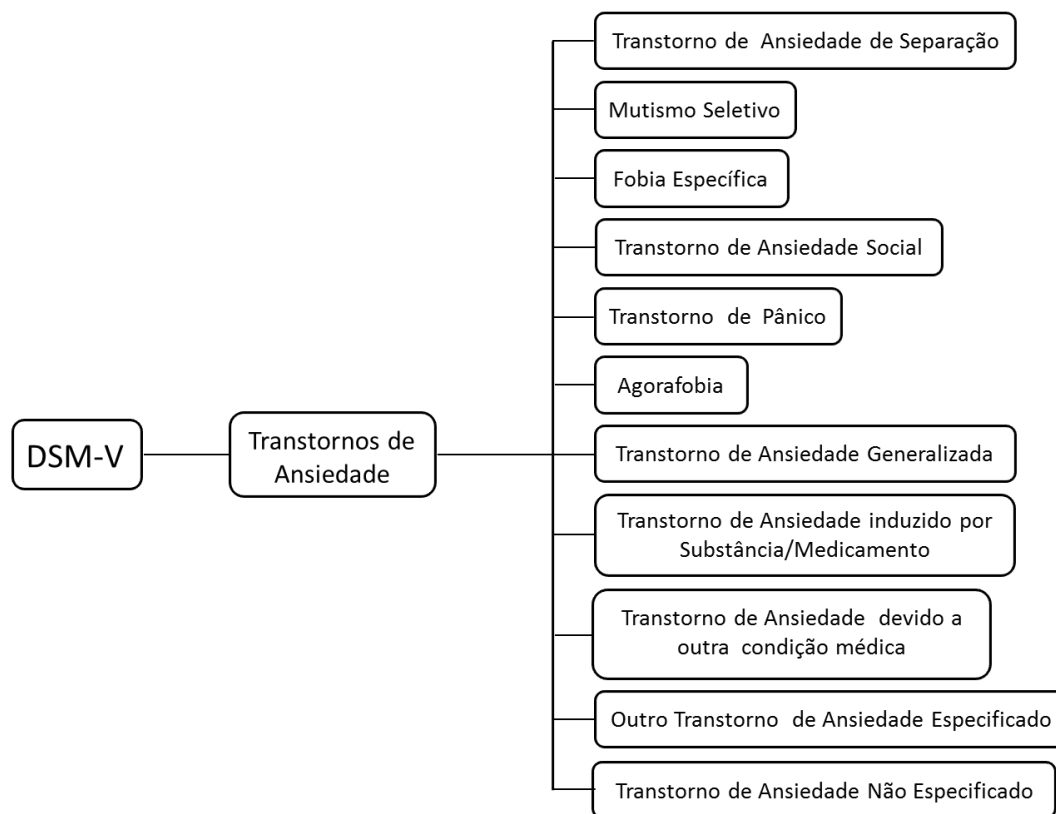 Transtorno de Ansiedade de Separação
Mutismo Seletivo
Fobia Específica
Transtorno de Ansiedade Social
Transtorno de Pânico
Agorafobia
DSM-V
Transtornos de
Ansiedade
Transtorno de Ansiedade Generalizada
Transtorno de Ansiedade induzido por
Substância/Medicamento
Transtorno de Ansiedade devido a
outra condição médica
Outro Transtorno de Ansiedade Especificado
Transtorno de Ansiedade Não Especificado